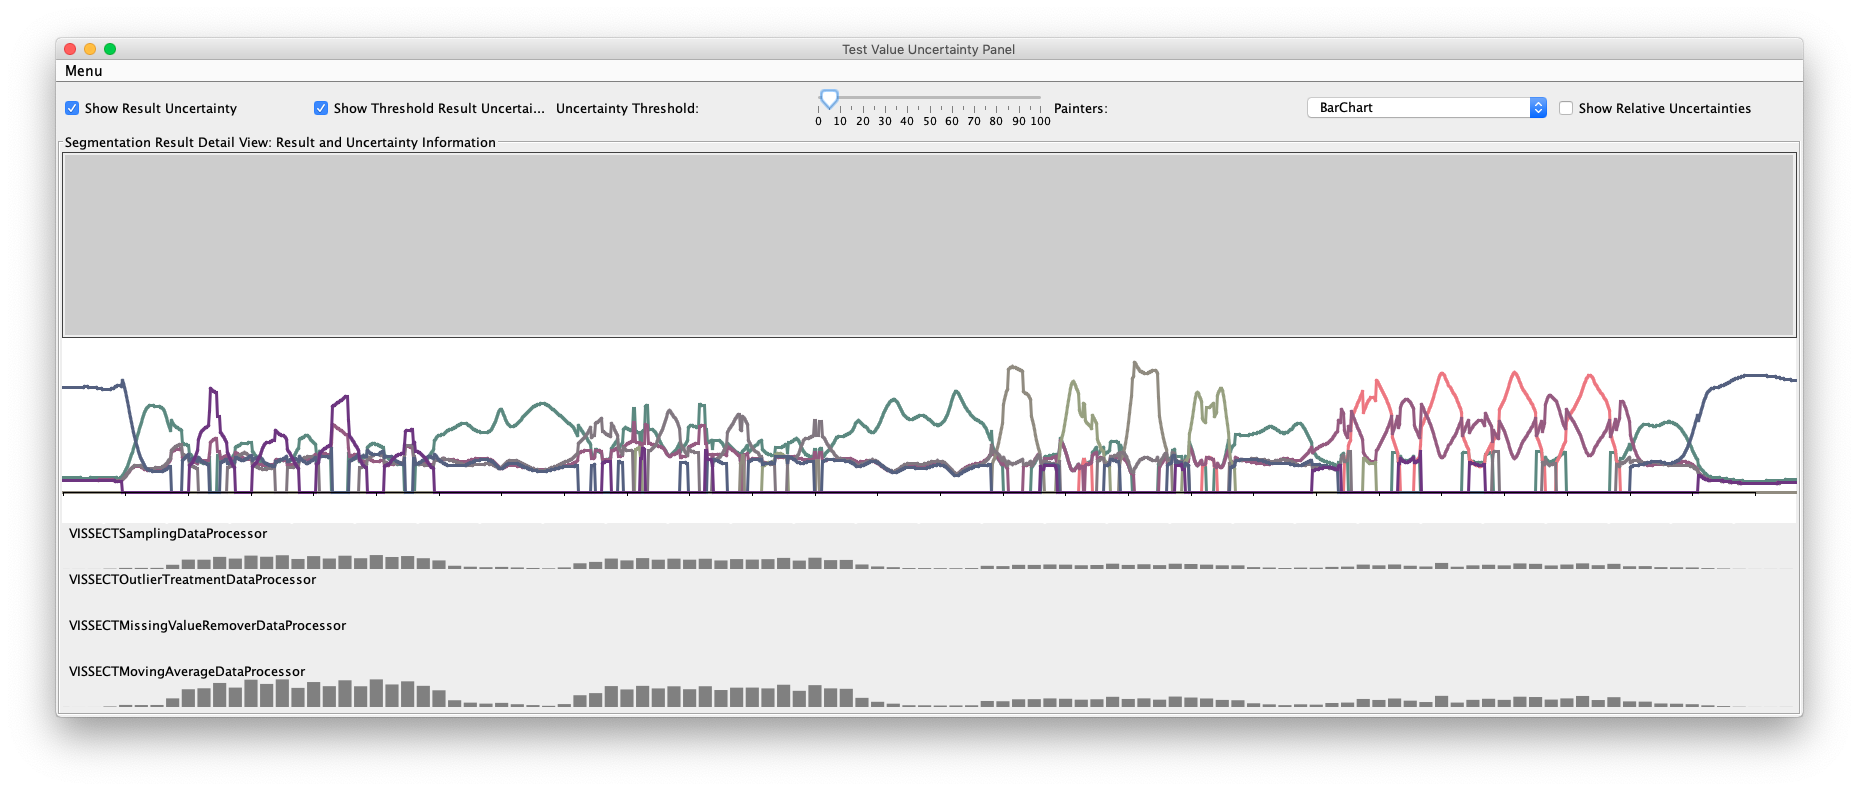 Test Value Uncertainty Panel
Menu
Show Result Uncertainty Show Threshold Result Uncertai... Uncertainty Threshold: Painters: BarChart Show Relative Uncertainties
0 10 20 30 40 50 60 70 80 90 100
Segmentation Result Detail View: Result and Uncertainty Information
VISSECTSamplingDataProcessor
VISSECTOutlierTreatmentDataProcessor
VISSECTMissingValueRemoverDataProcessor
VISSECTMovingAverageDataProcessor